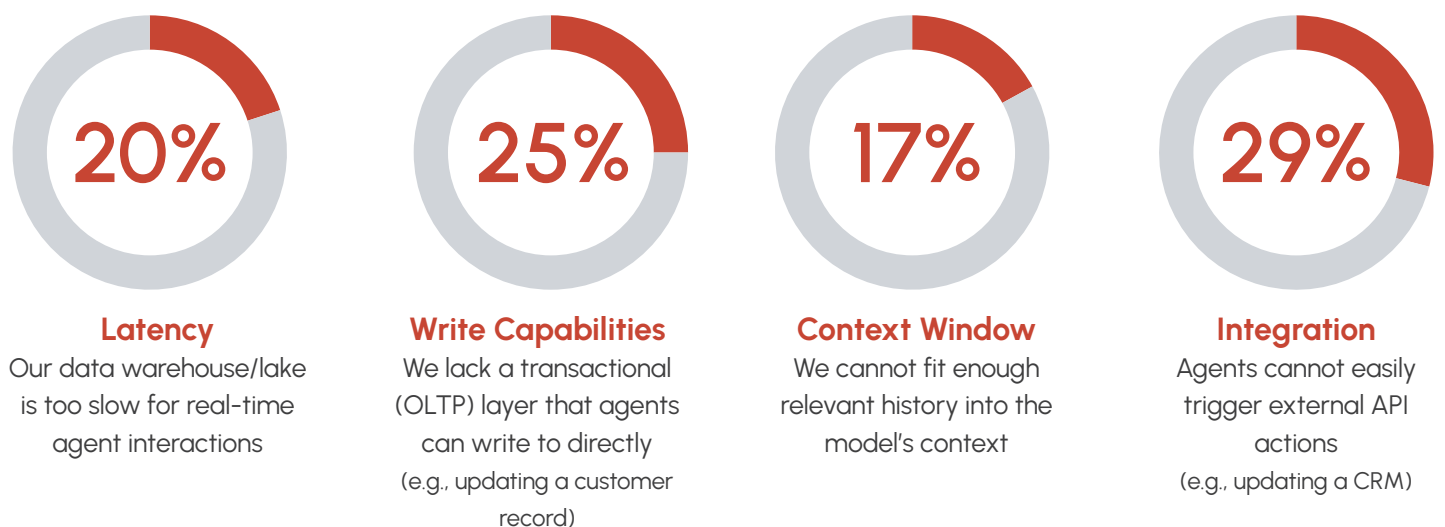 20%
Latency
Our data warehouse/lake
is too slow for real-time
agent interactions
25%
Write Capabilities
We lack a transactional
(OLTP) layer that agents
can write to directly
(e.g., updating a customer
record)
17%
Context Window
We cannot fit enough
relevant history into the
model's context
29%
Integration
Agents cannot easily
trigger external API
actions
(e.g., updating a CRM)